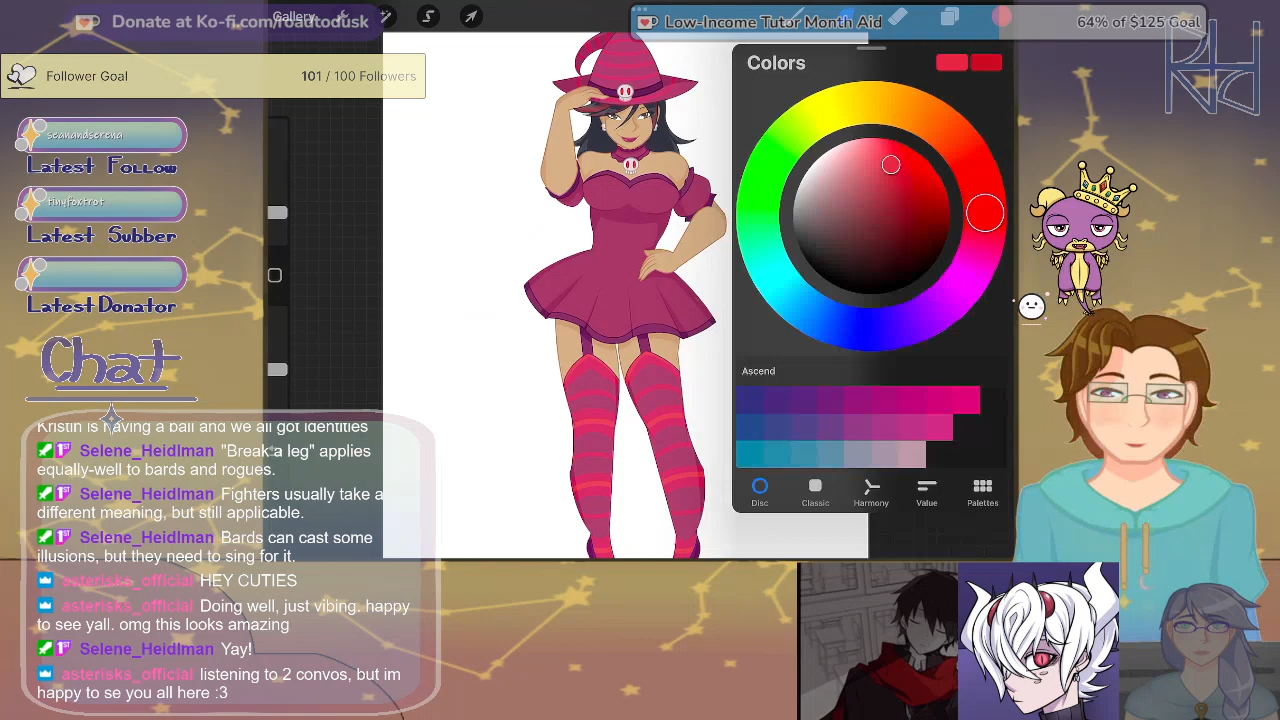 Gallery
Donate at Ko-fi.com/
Low-Income Tutor Month Aid
64% of $125 Goal
Follower Goal
101 / 100 Followers
seanandserena
Latest Follow
tinyfoxtrot
Latest Subber
Latest Donator
Chat
Kristin is having a ball and we all got identities
Selene_Heidlman "Break a leg" applies
equally-well to bards and rogues.
Selene_Heidlman Fighters usually take a
different meaning, but still applicable.
Selene_Heidlman Bards can cast some
illusions, but they need to sing for it.
asterisks_official HEY CUTIES
asterisks_official Doing well, just vibing. happy
to see yall. omg this looks amazing
Selene_Heidlman Yay!
asterisks_official listening to 2 convos, but im
happy to se you all here :3
Colors
Ascend
Disc
Classic
Harmony
Value
Palettes